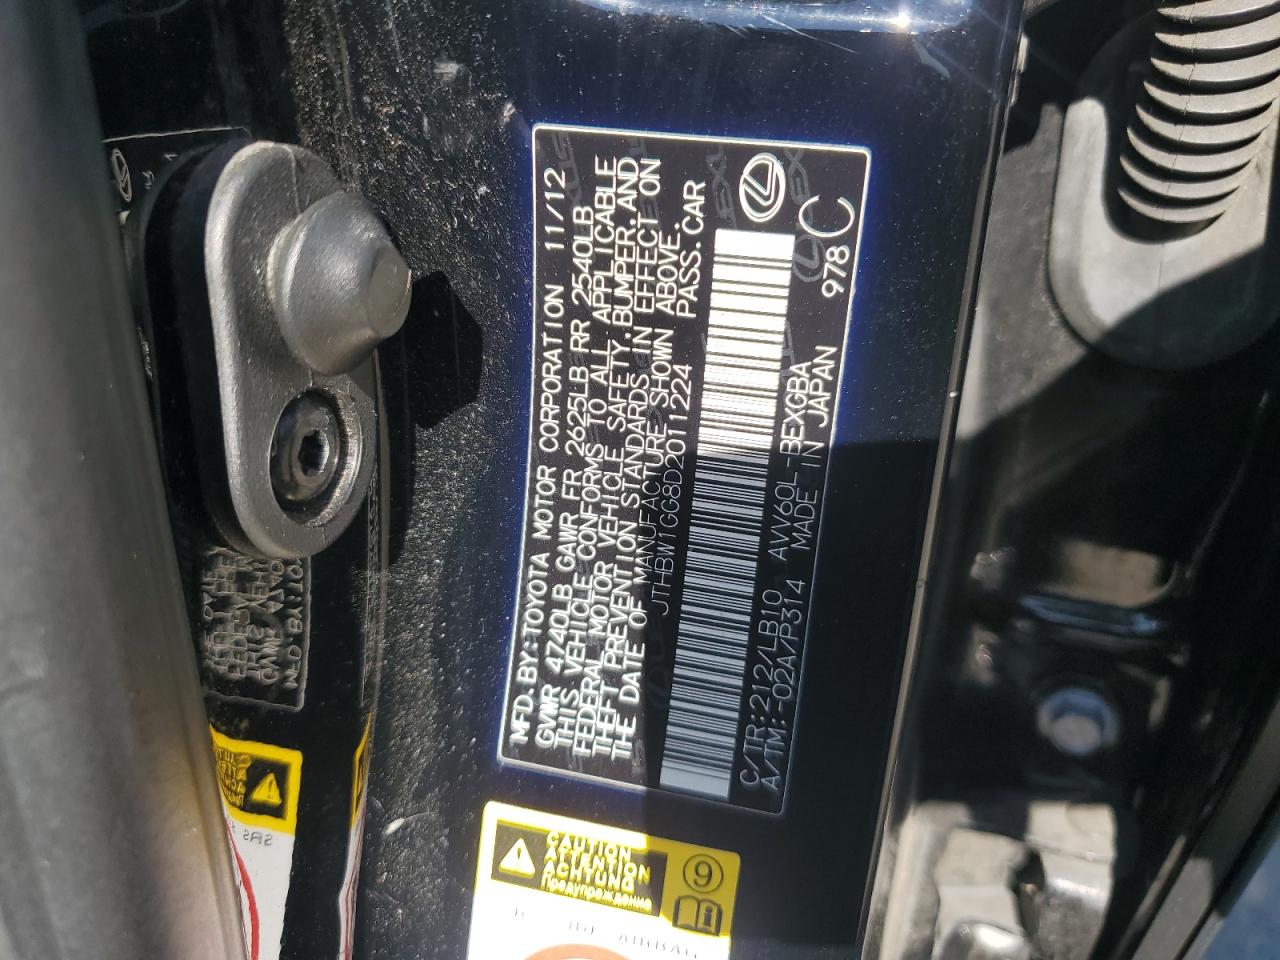 MFD. BY: TOYOTA MOTOR CORPORATION 11/12
GVWR 4740LB GAWR FR 2625LB RR 2540LB
THIS VEHICLE CONFORMS TO ALL APPLICABLE
FEDERAL MOTOR VEHICLE SAFETY, BUMPER, AND
THEFT PREVENTION STANDARDS IN EFFECT ON
THE DATE OF MANUFACTURE SHOWN ABOVE.
JTHBW1GG8D2011224 PASS. CAR
C/TR:212/LB10 AVV60L-BEXGBA
A/TM:-02A/P314 MADE IN JAPAN 978 C
CAUTION
ATTENTION
ACHTUNG
Предупреждение
9
AIRBAG